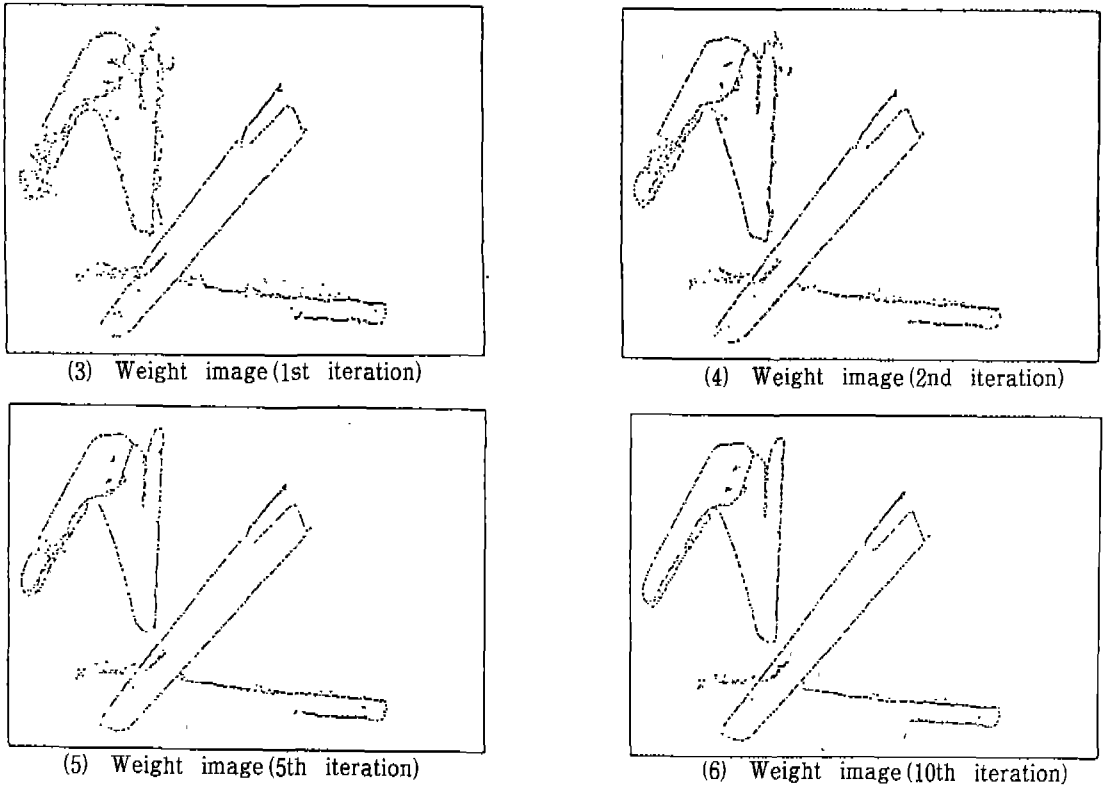 (3) Weight image(1st iteration)
(4) Weight image(2nd iteration)
(5) Weight image(5th iteration)
(6) Weight image(10th iteration)